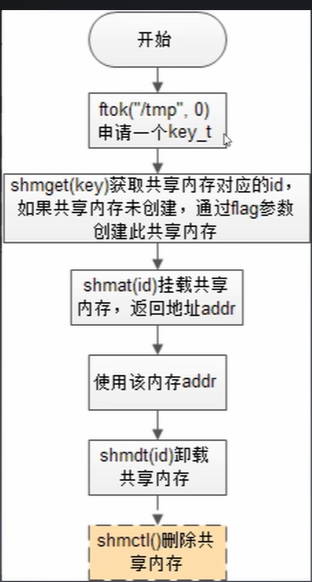 开始
ftok("/tmp", 0)
申请一个key_t
shmget(key)获取共享内存对应的id，
如果共享内存未创建，通过flag参数
创建此共享内存
shmat(id)挂载共享
内存，返回地址addr
使用该内存addr
shmdt(id)卸载
共享内存
shmctl()删除共
享内存